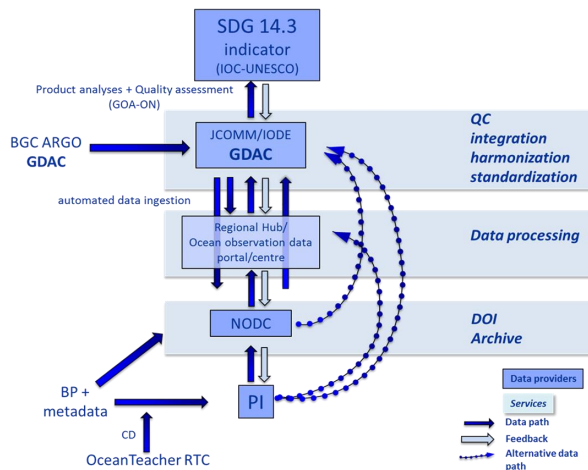 SDG 14.3
indicator
(IOC-UNESCO)
Product analyses + Quality assessment
(GOA-ON)
QC
integration
harmonization
standardization
JCOMM/IODE
GDAC
BGC ARGO
GDAC
automated data ingestion
Regional Hub/
Ocean observation data
portal/centre
Data processing
NODC
DOI
Archive
BP +
metadata
PI
CD
OceanTeacher RTC
Data providers
Services
Data path
Feedback
Alternative data
path